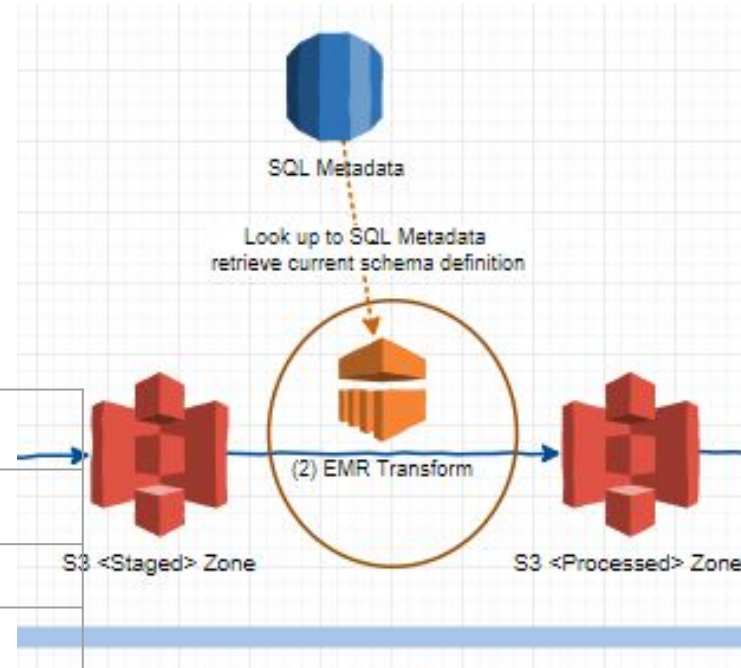 SQL Metadata
Look up to SQL Metadata
retrieve current schema definition
(2) EMR Transform
S3 <Staged> Zone
S3 <Processed> Zone